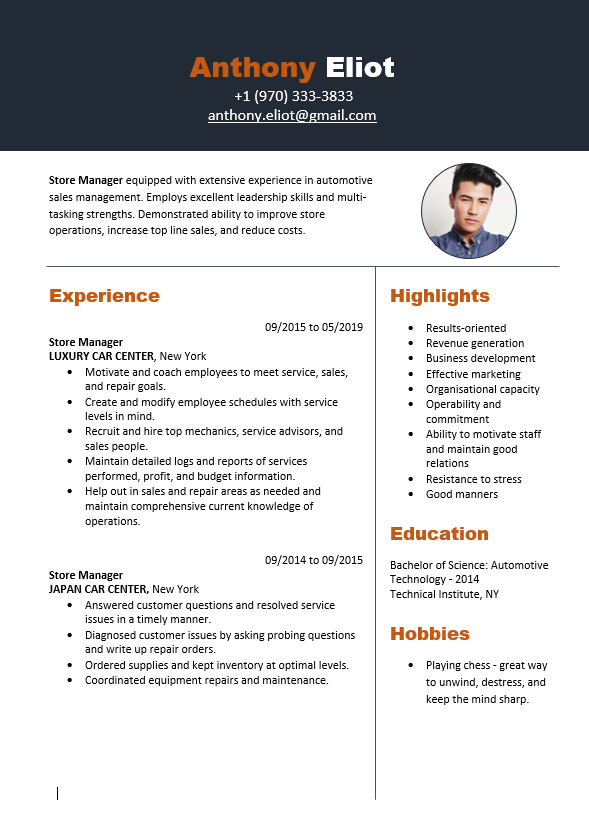 Anthony Eliot
+1 (970) 333-3833
anthony.eliot@gmail.com
Store Manager equipped with extensive experience in automotive
sales management. Employs excellent leadership skills and multi-
tasking strengths. Demonstrated ability to improve store
operations, increase top line sales, and reduce costs.
Experience
09/2015 to 05/2019
Store Manager
LUXURY CAR CENTER, New York
• Motivate and coach employees to meet service, sales,
and repair goals.
• Create and modify employee schedules with service
levels in mind.
• Recruit and hire top mechanics, service advisors, and
sales people.
• Maintain detailed logs and reports of services
performed, profit, and budget information.
• Help out in sales and repair areas as needed and
maintain comprehensive current knowledge of
operations.
09/2014 to 09/2015
Store Manager
JAPAN CAR CENTER, New York
• Answered customer questions and resolved service
issues in a timely manner.
• Diagnosed customer issues by asking probing questions
and write up repair orders.
• Ordered supplies and kept inventory at optimal levels.
• Coordinated equipment repairs and maintenance.
Highlights
• Results-oriented
• Revenue generation
• Business development
• Effective marketing
• Organisational capacity
• Operability and
commitment
• Ability to motivate staff
and maintain good
relations
• Resistance to stress
• Good manners
Education
Bachelor of Science: Automotive
Technology - 2014
Technical Institute, NY
Hobbies
• Playing chess - great way
to unwind, destress, and
keep the mind sharp.